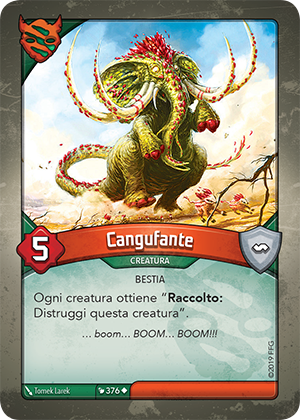 Cangufante
5
CREATURA
BESTIA
Ogni creatura ottiene “Raccolto:
Distruggi questa creatura”.
... boom... BOOM... BOOM!!!
©2019 FFG
Tomek Larek
376